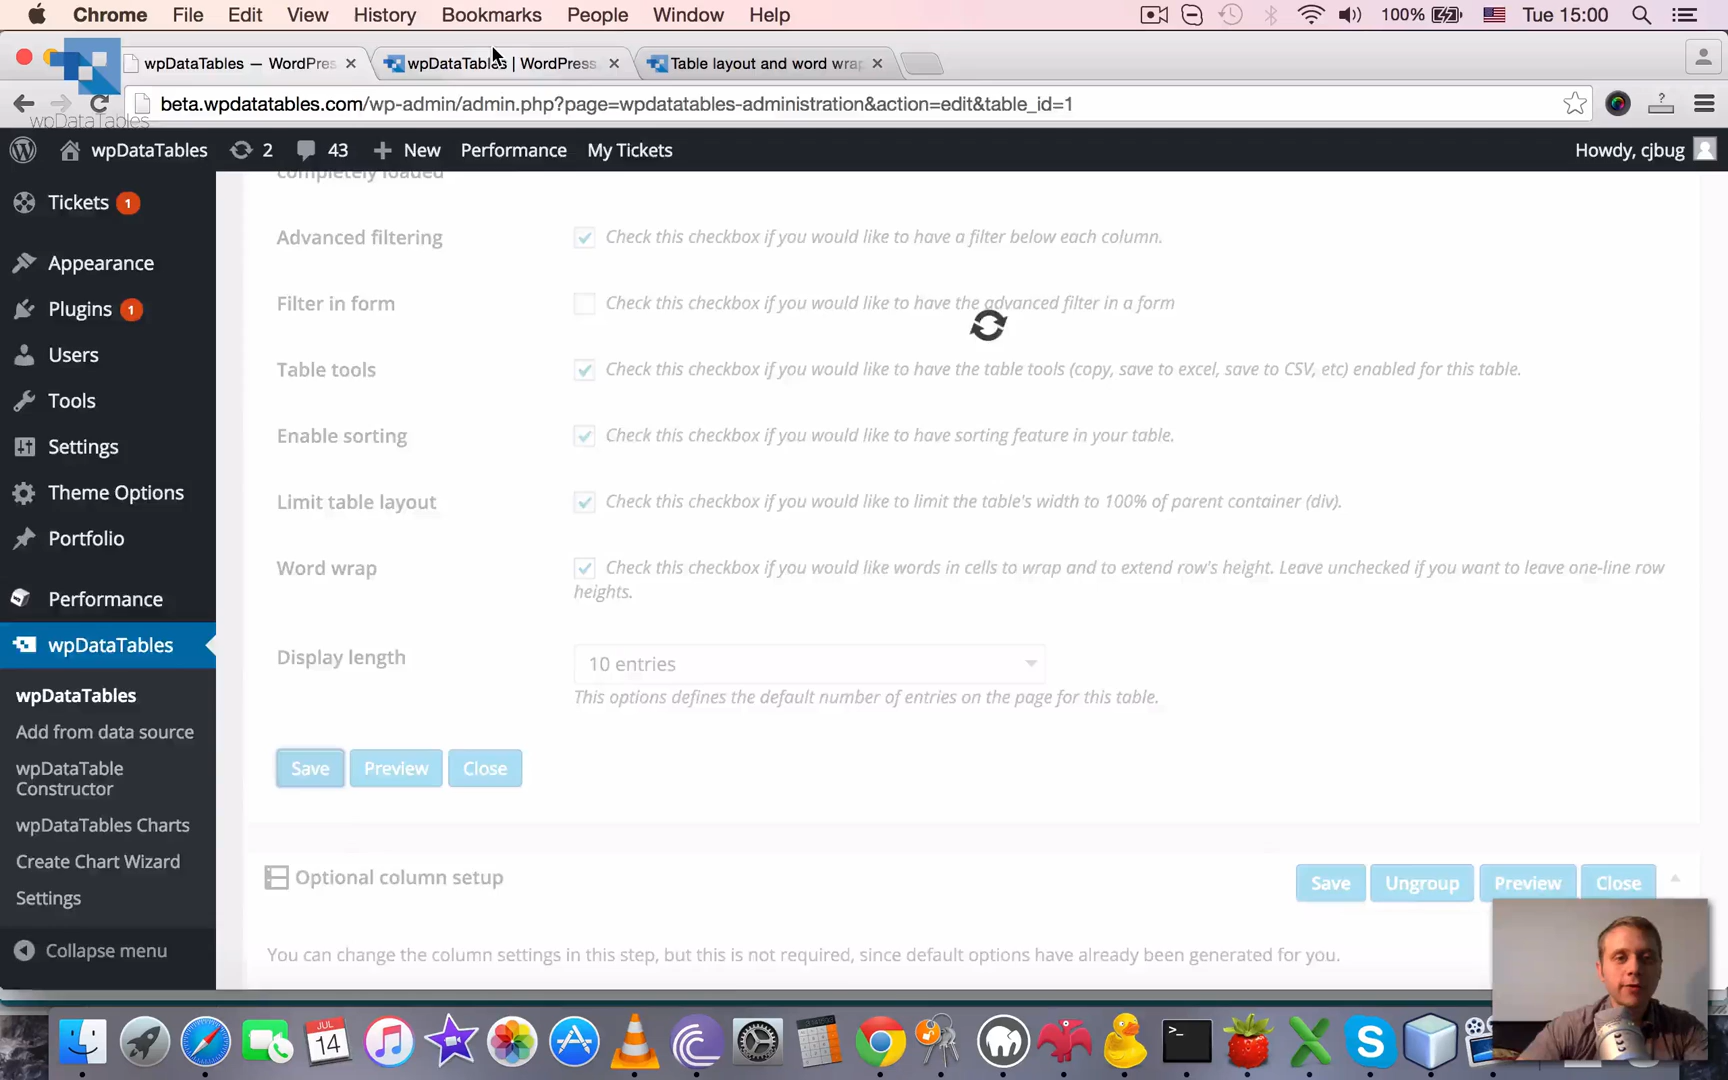 Chrome File Edit View History Bookmarks People Window Help 100% Tue 15:00
wpDataTables — WordPres
wpDataTables | WordPress
Table layout and word wra
beta.wpdatatables.com/wp-admin/admin.php?page=wpdatatables-administration&action=edit&table_id=1
wpDataTables
wpDataTables 2 43 New Performance My Tickets Howdy, cjbug
completely loaded
Tickets 1
Appearance
Plugins 1
Users
Tools
Settings
Theme Options
Portfolio
Performance
wpDataTables
wpDataTables
Add from data source
wpDataTable
Constructor
wpDataTables Charts
Create Chart Wizard
Settings
Collapse menu
Advanced filtering Check this checkbox if you would like to have a filter below each column.
Filter in form Check this checkbox if you would like to have the advanced filter in a form
Table tools Check this checkbox if you would like to have the table tools (copy, save to excel, save to CSV, etc) enabled for this table.
Enable sorting Check this checkbox if you would like to have sorting feature in your table.
Limit table layout Check this checkbox if you would like to limit the table's width to 100% of parent container (div).
Word wrap Check this checkbox if you would like words in cells to wrap and to extend row's height. Leave unchecked if you want to leave one-line row
heights.
Display length 10 entries
This options defines the default number of entries on the page for this table.
Save Preview Close
Optional column setup Save Ungroup Preview Close
You can change the column settings in this step, but this is not required, since default options have already been generated for you.
JUL
14